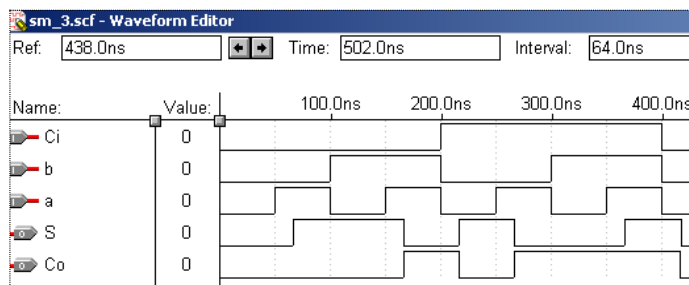 sm_3.scf - Waveform Editor
Ref: 438.0ns Time: 502.0ns Interval: 64.0ns
Name: Value: 100.0ns 200.0ns 300.0ns 400.0ns
Ci 0
b 0
a 0
S 0
Co 0